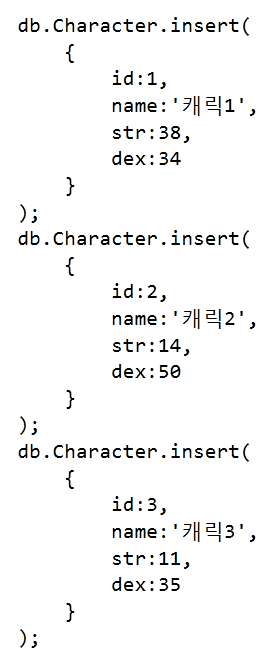 db.Character.insert(
    {
        id:1,
        name:'캐릭1',
        str:38,
        dex:34
    }
);
db.Character.insert(
    {
        id:2,
        name:'캐릭2',
        str:14,
        dex:50
    }
);
db.Character.insert(
    {
        id:3,
        name:'캐릭3',
        str:11,
        dex:35
    }
);